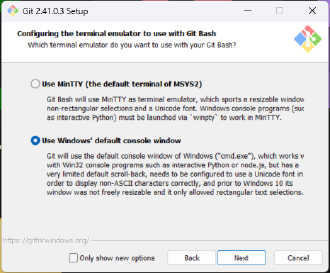 Git 2.41.0.3 Setup
Configuring the terminal emulator to use with Git Bash
Which terminal emulator do you want to use with your Git Bash?
Use MinTTY (the default terminal of MSYS2)
Git Bash will use MinTTY as terminal emulator, which sports a resizable window
non-rectangular selections and a Unicode font. Windows console programs (suc
as interactive Python) must be launched via `winpty` to work in MinTTY.
Use Windows' default console window
Git will use the default console window of Windows ("cmd.exe"), which works w
with Win32 console programs such as interactive Python or node.js, but has a
very limited default scroll-back, needs to be configured to use a Unicode font in
order to display non-ASCII characters correctly, and prior to Windows 10 its
window was not freely resizable and it only allowed rectangular text selections.
https://gitforwindows.org/
Only show new options
Back
Next
Cancel